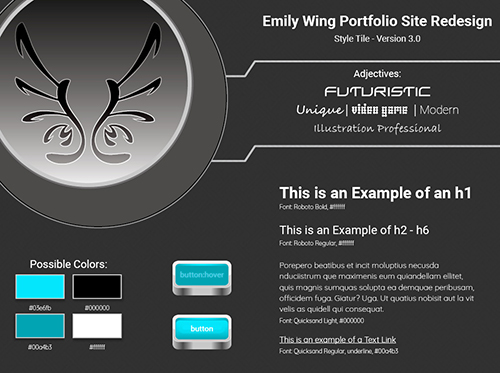 Emily Wing Portfolio Site Redesign
Style Tile - Version 3.0
Adjectives:
FUTURISTIC
Unique | video game | Modern
Illustration Professional
This is an Example of an h1
Font: Roboto Bold, #ffffff
This is an Example of h2 - h6
Font: Roboto Regular, #ffffff
Porepero beatibus et incit moluptius necusda
nduciistrum que maximenis eum quiandellam ellitet,
quis magnis sumquas solupta ea demquae peribusam,
officidem fuga. Giatur? Uga. Ut quatius nobisit aut la vit
velis as quidell qui consequat.
Font: Quicksand Light, #000000
This is an example of a Text Link
Font: Quicksand Regular, underline, #00a4b3
Possible Colors:
#03e6fb #000000
#00a4b3 #ffffff
button:hover
button